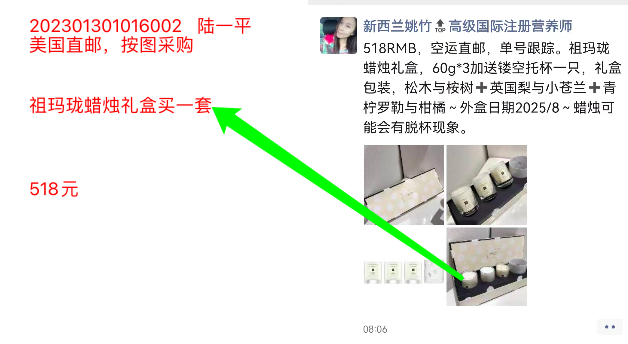 202301301016002 陆一平
美国直邮，按图采购
祖玛珑蜡烛礼盒买一套
518元
新西兰姚竹🔝高级国际注册营养师
518RMB，空运直邮，单号跟踪。祖玛珑
蜡烛礼盒，60g*3加送镂空托杯一只，礼盒
包装，松木与桉树➕英国梨与小苍兰➕青
柠罗勒与柑橘～外盒日期2025/8～蜡烛可
能会有脱杯现象。
08:06